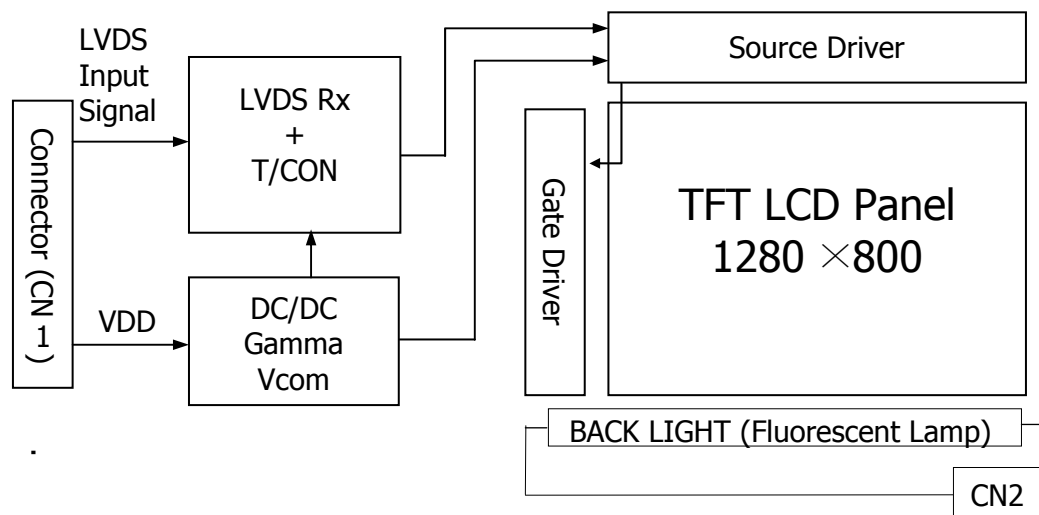 LVDS
Input
Signal
Connector (CN 1)
VDD
LVDS Rx
+
T/CON
DC/DC
Gamma
Vcom
Source Driver
Gate Driver
TFT LCD Panel
1280 ×800
BACK LIGHT (Fluorescent Lamp)
CN2
.